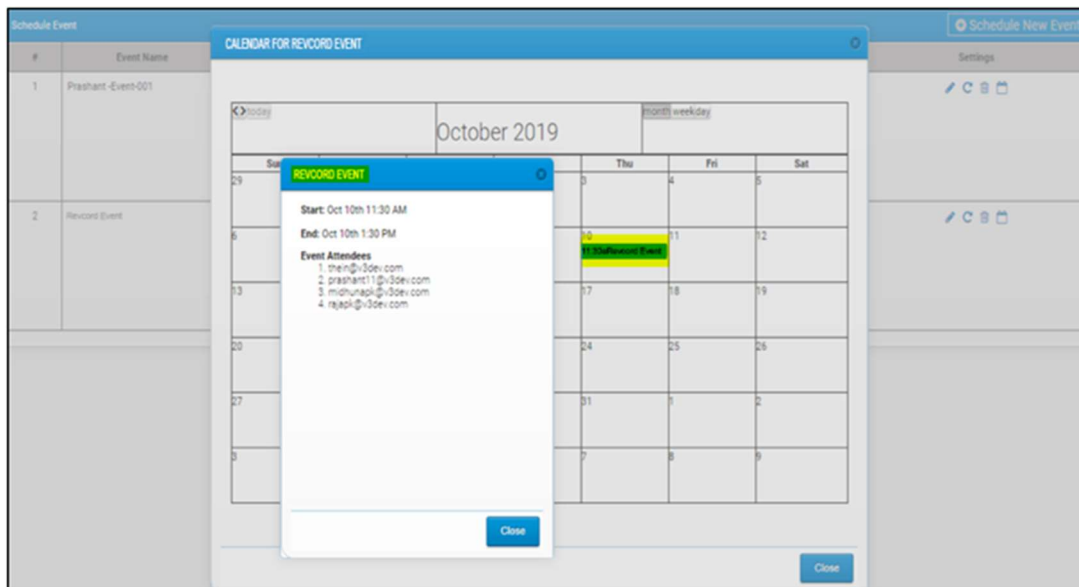 Schedule Event
Schedule New Event
CALENDAR FOR REVCORD EVENT
# Event Name Settings
1 Prashant -Event-001
2 Revcord Event
today
October 2019
month weekday
Thu Fri Sat
29 3 4 5
6 10 11 12
11:30aRevcord Event
13 17 18 19
20 24 25 26
27 31 1 2
3 7 8 9
REVCORD EVENT
Start: Oct 10th 11:30 AM
End: Oct 10th 1:30 PM
Event Attendees
1. thein@v3dev.com
2. prashant11@v3dev.com
3. midhunapk@v3dev.com
4. rajapk@v3dev.com
Close
Close